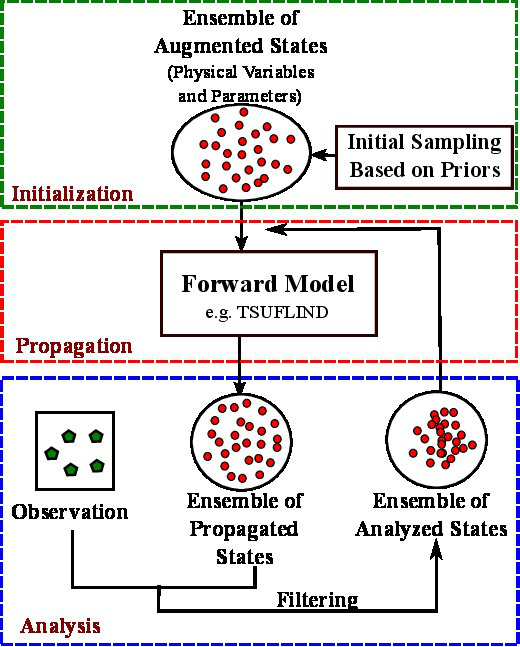 Ensemble of
Augmented States
(Physical Variables
and Parameters)
Initial Sampling
Based on Priors
Initialization
Forward Model
e.g. TSUFLIND
Propagation
Observation
Ensemble of
Propagated
States
Ensemble of
Analyzed States
Filtering
Analysis